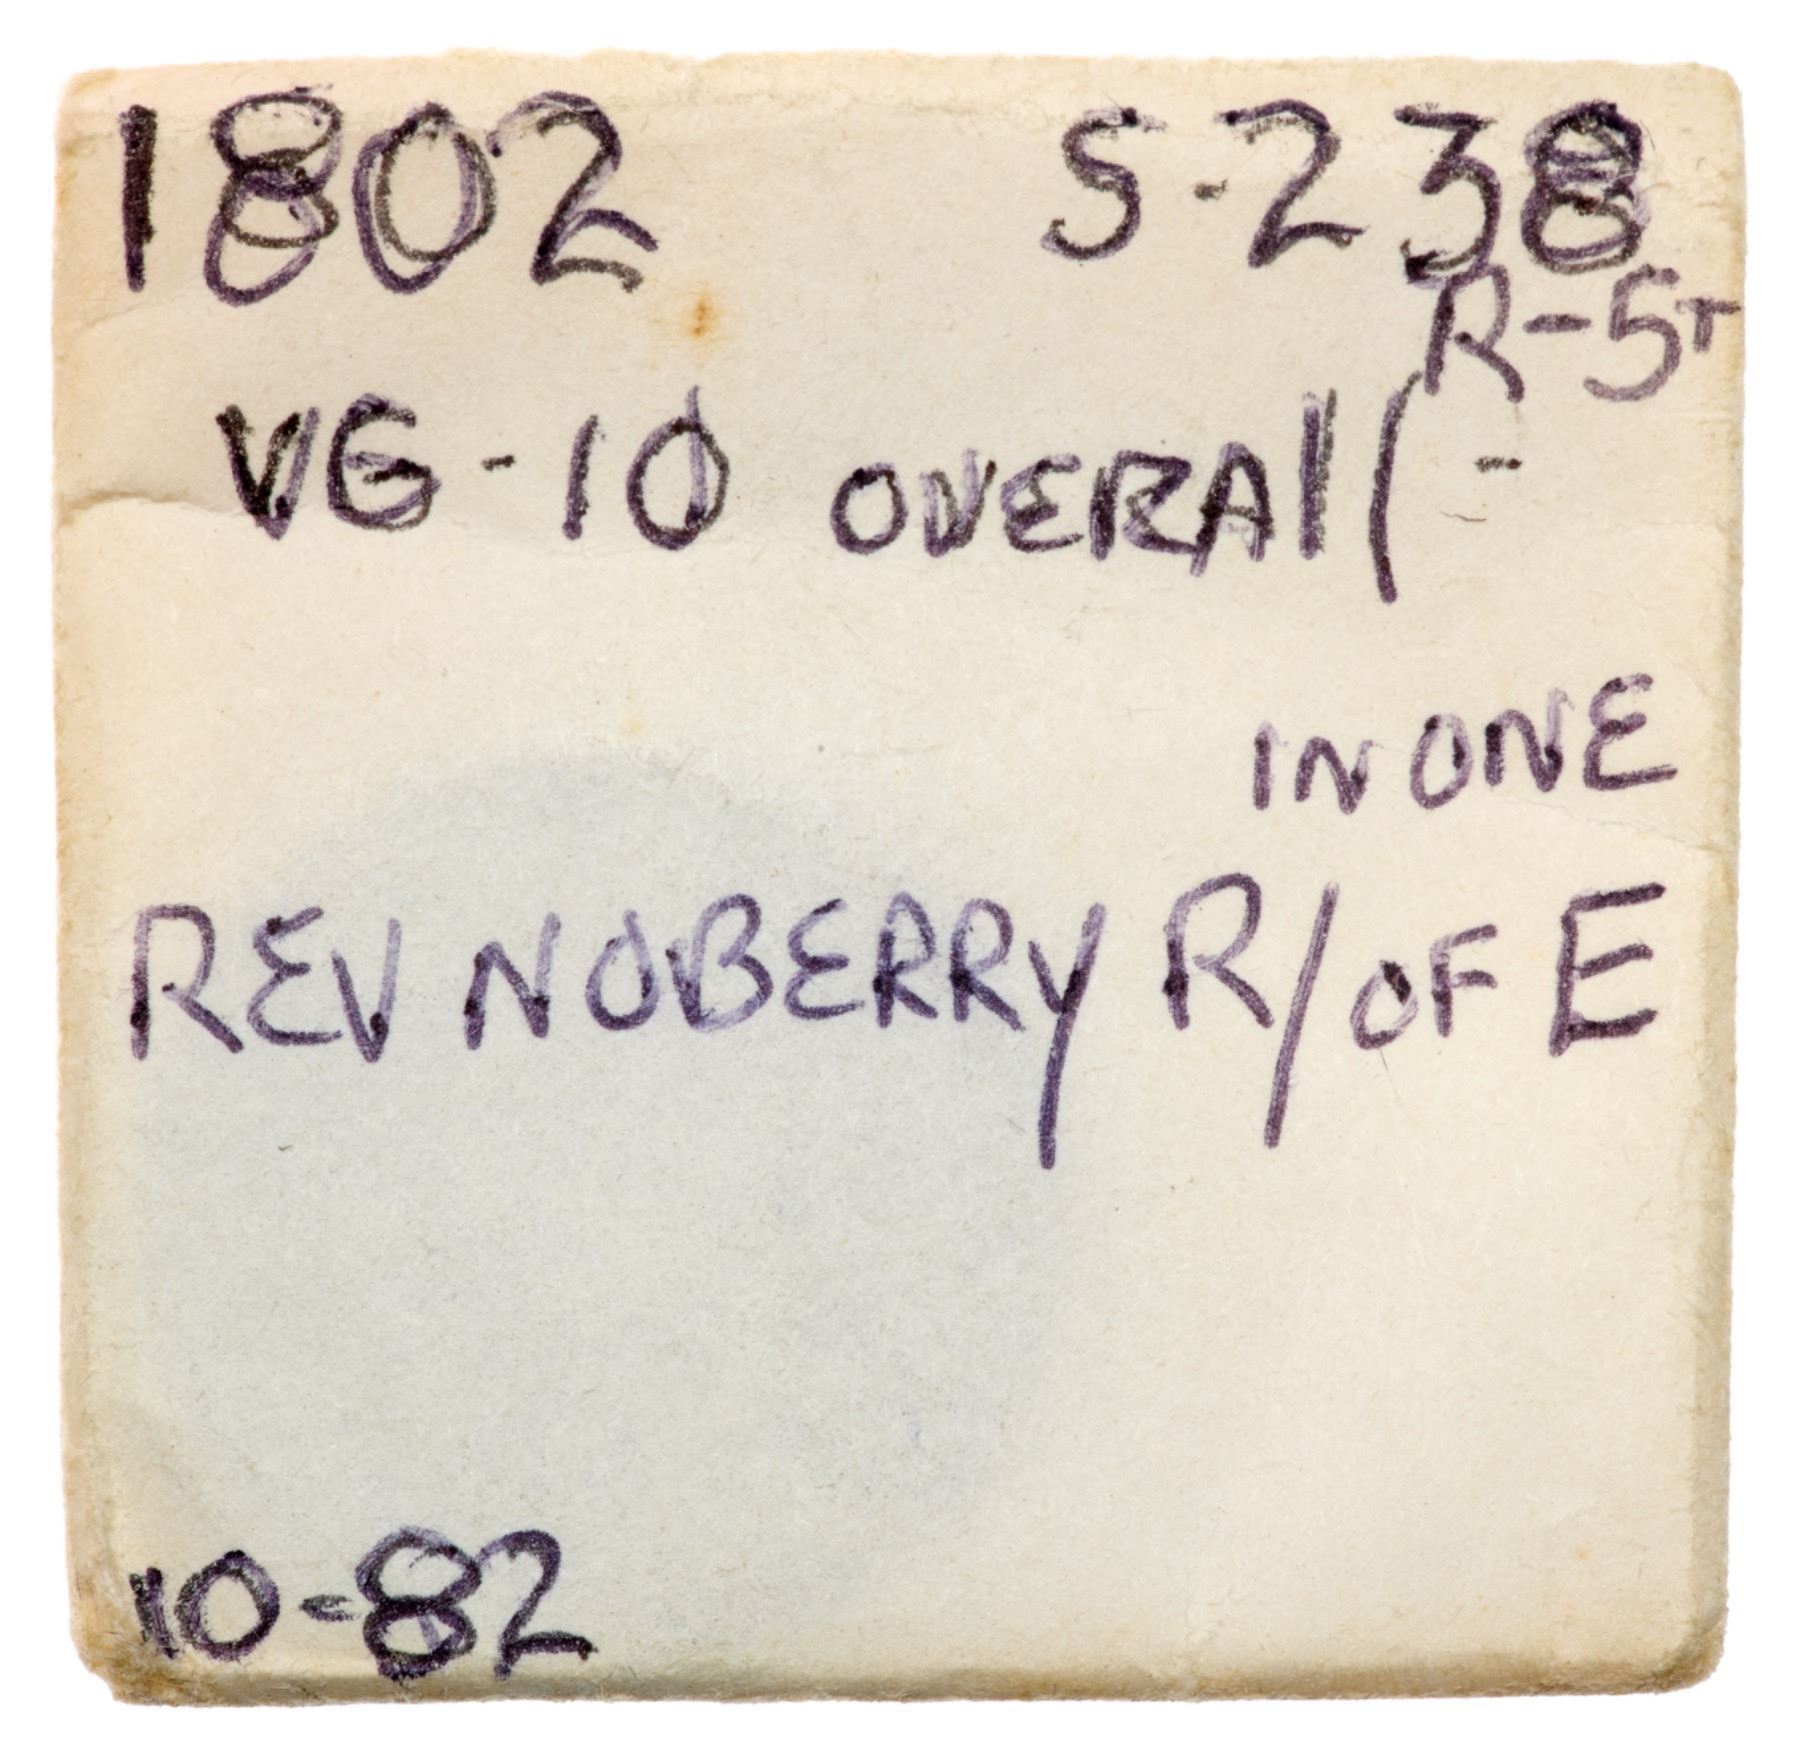 1802 S-238
R-5+
VG-10 OVERAll -
IN ONE
REV NOBERRY R/OF E
10-82